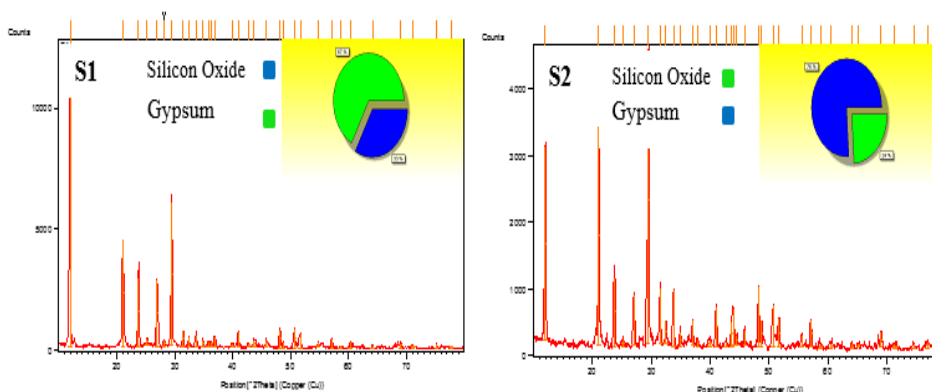 Counts
S1
Silicon Oxide
Gypsum
10000
5000
0
20
30
40
50
60
70
Position[°2Theta] (Copper (Cu))
Counts
S2
Silicon Oxide
Gypsum
4000
3000
2000
1000
0
20
30
40
50
60
70
Position[°2Theta] (Copper (Cu))